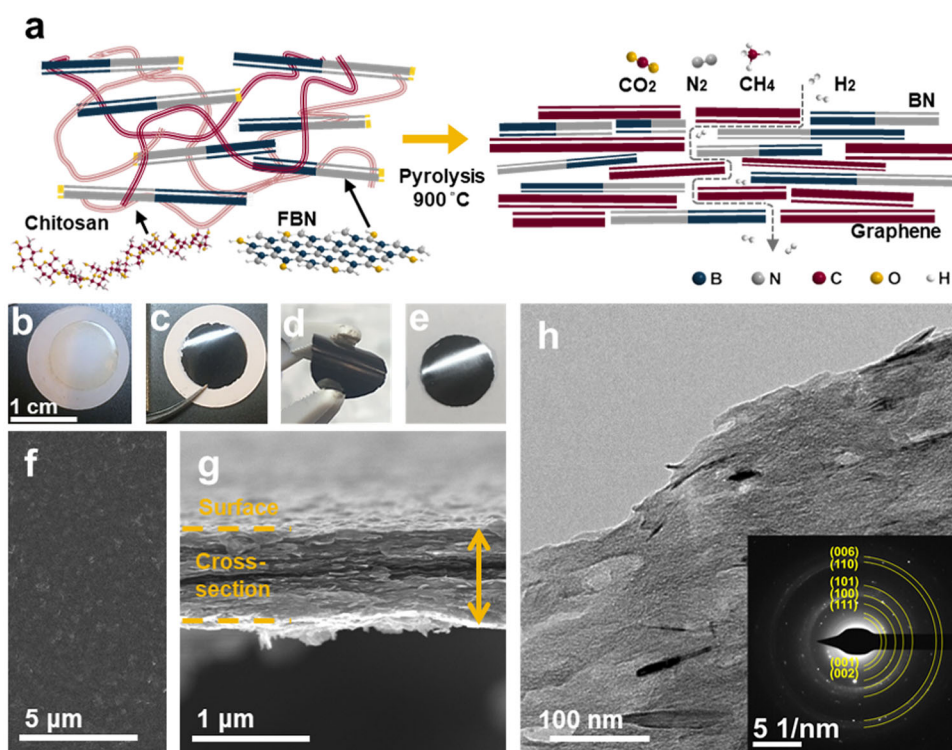 a
CO2 N2 CH4 H2
BN
Pyrolysis
900 °C
Chitosan
FBN
Graphene
B N C O H
b
1 cm
c
d
e
f
5 µm
g
Surface
Cross-
section
1 µm
h
100 nm
(006)
(110)
(101)
(100)
(111)
(001)
(002)
5 1/nm